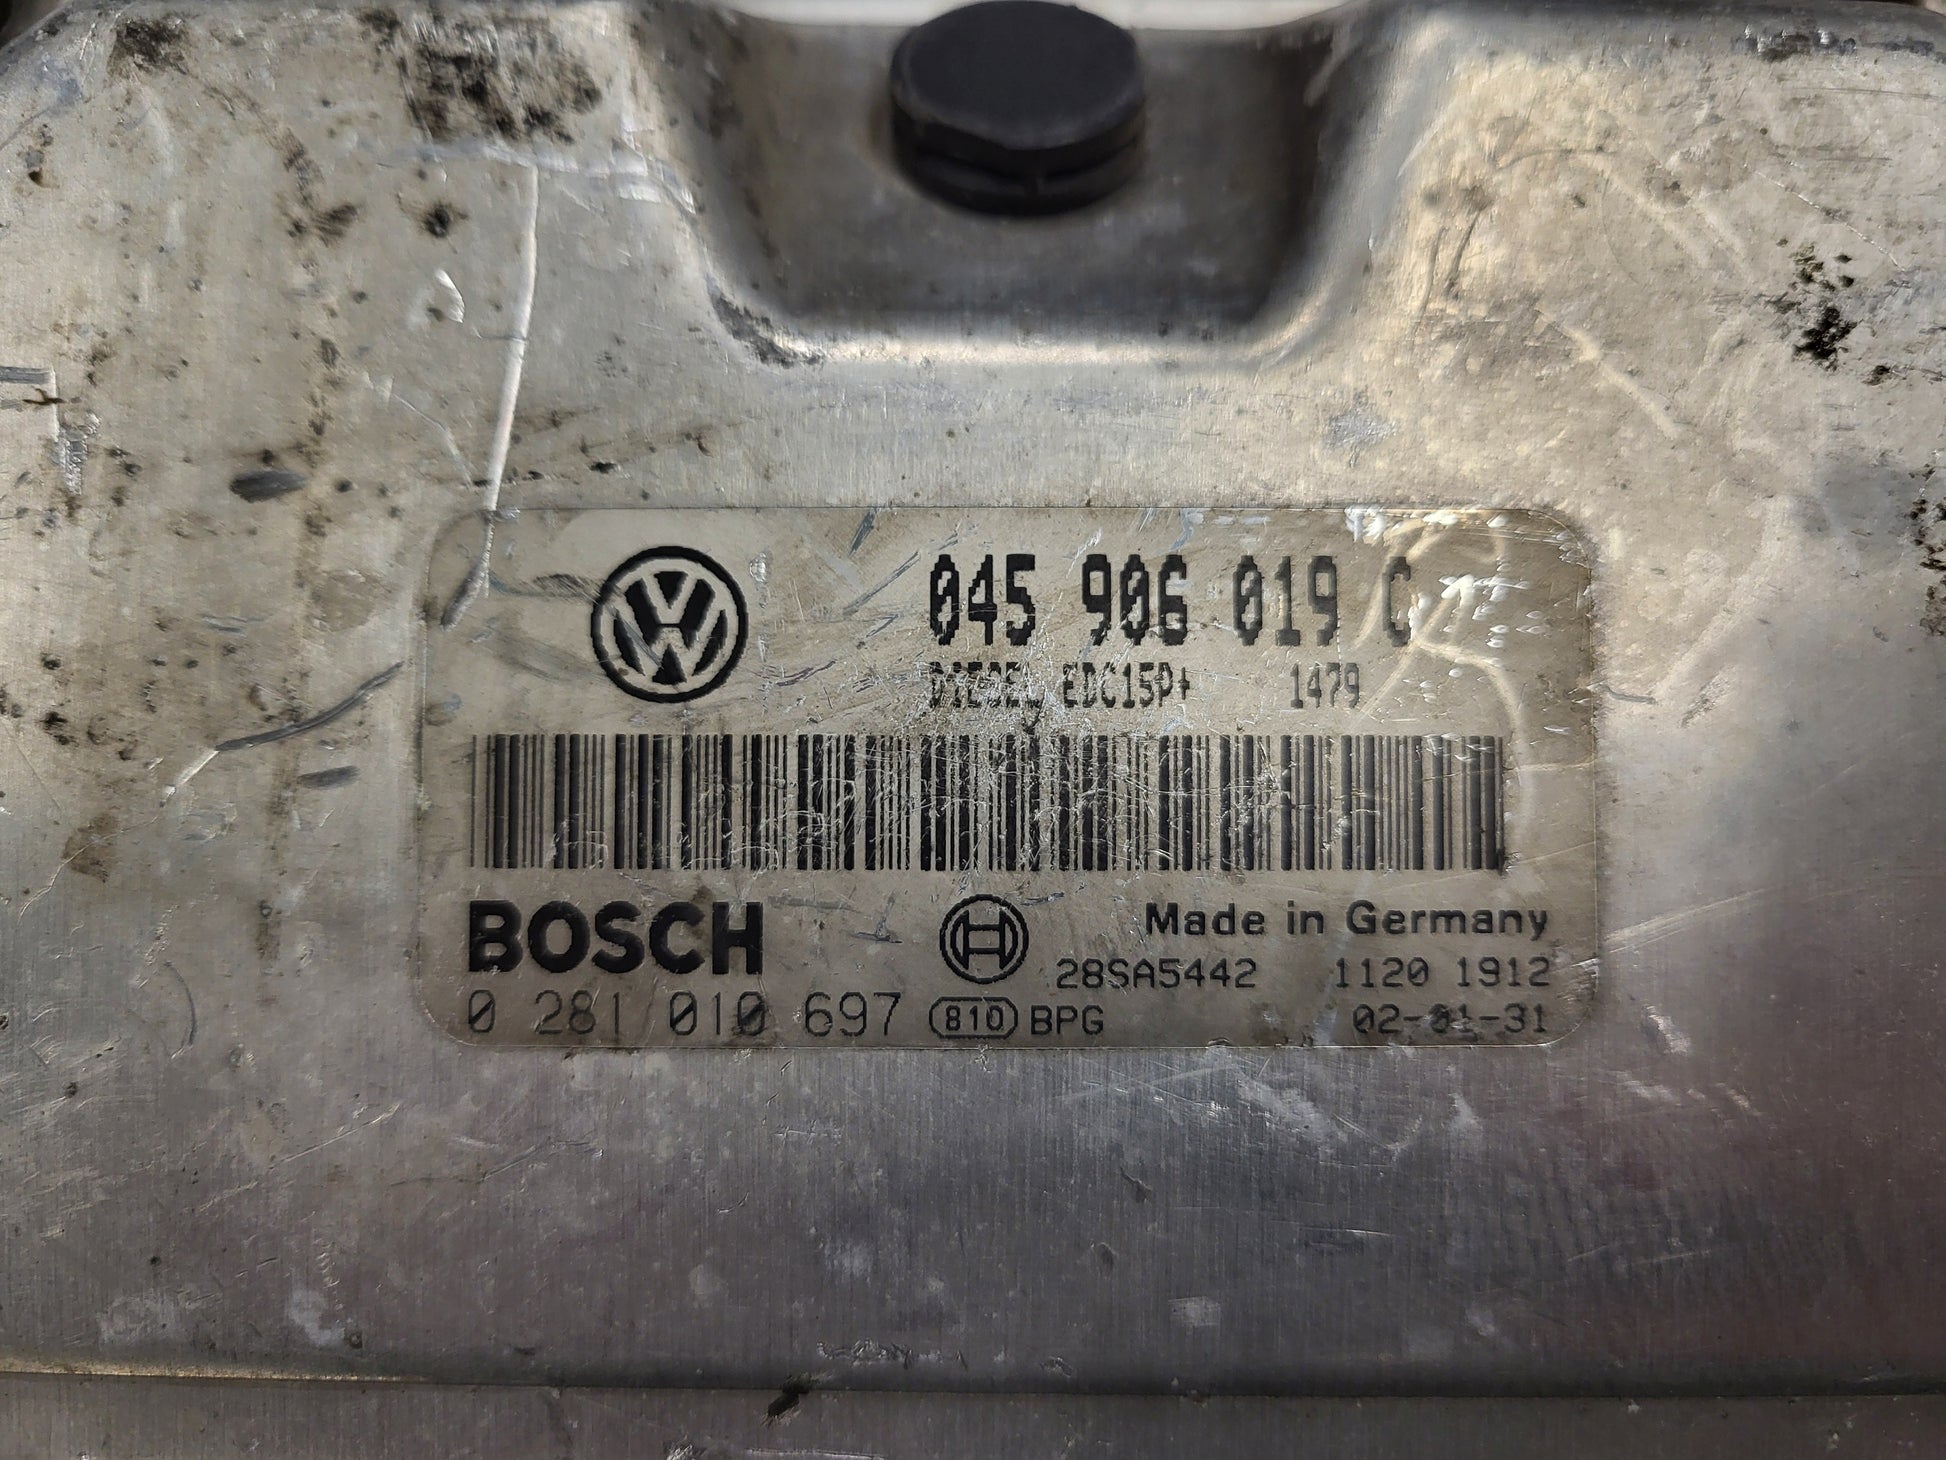 045 906 019 C
DIESEL EDC15P+ 1479
BOSCH
Made in Germany
28SA5442 1120 1912
0 281 010 697 810 BPG 02-01-31